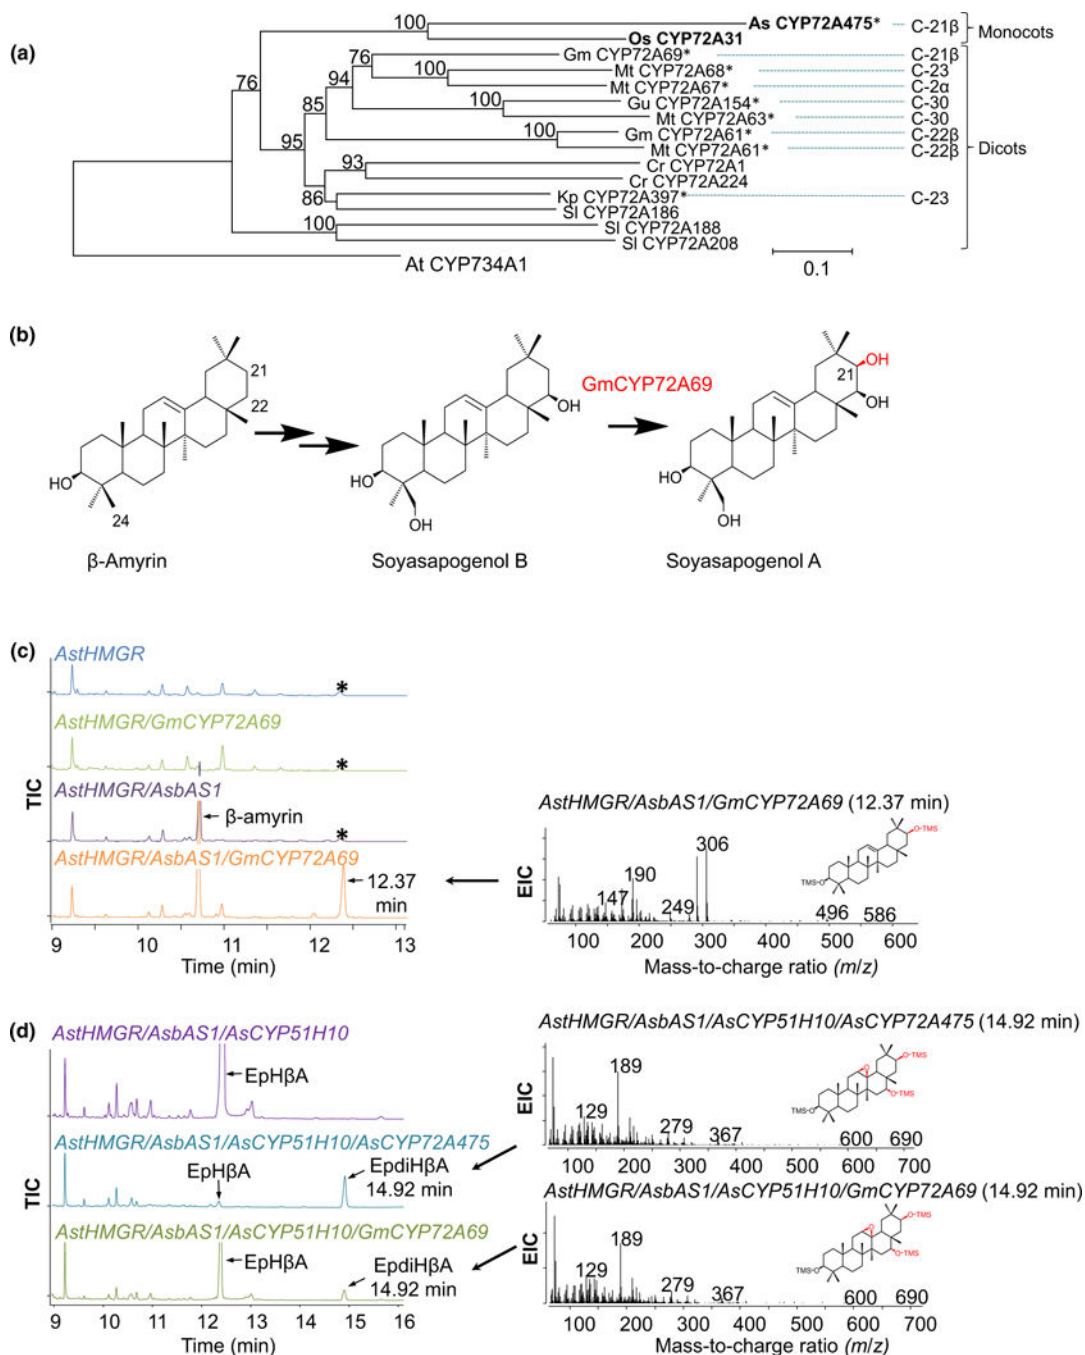 (a)
100
As CYP72A475*
C-21β
Monocots
Os CYP72A31
76
Gm CYP72A69*
C-21β
76
100
Mt CYP72A68*
C-23
94
Mt CYP72A67*
C-2α
85
100
Gu CYP72A154*
C-30
Mt CYP72A63*
C-30
95
100
Gm CYP72A61*
C-22β
Mt CYP72A61*
C-22β
Dicots
93
Cr CYP72A1
Cr CYP72A224
86
Kp CYP72A397*
C-23
Sl CYP72A186
100
Sl CYP72A188
Sl CYP72A208
At CYP734A1
0.1
(b)
21
22
HO
24
β-Amyrin
OH
HO
OH
Soyasapogenol B
GmCYP72A69
21
OH
OH
HO
OH
Soyasapogenol A
(c)
AstHMGR
*
AstHMGR/GmCYP72A69
*
TIC
AstHMGR/AsbAS1
β-amyrin
*
AstHMGR/AsbAS1/GmCYP72A69
12.37
min
9 10 11 12 13
Time (min)
AstHMGR/AsbAS1/GmCYP72A69 (12.37 min)
EIC
147
190
249
306
496
586
O-TMS
TMS-O
100 200 300 400 500 600
Mass-to-charge ratio (m/z)
(d)
AstHMGR/AsbAS1/AsCYP51H10
EpHβA
AstHMGR/AsbAS1/AsCYP51H10/AsCYP72A475
TIC
EpHβA
EpdiHβA
14.92 min
AstHMGR/AsbAS1/AsCYP51H10/GmCYP72A69
EpHβA
EpdiHβA
14.92 min
9 10 11 12 13 14 15 16
Time (min)
AstHMGR/AsbAS1/AsCYP51H10/AsCYP72A475 (14.92 min)
EIC
129
189
279
367
600
690
O
O-TMS
O-TMS
TMS-O
100 200 300 400 500 600 700
AstHMGR/AsbAS1/AsCYP51H10/GmCYP72A69 (14.92 min)
EIC
129
189
279
367
600
690
O
O-TMS
O-TMS
TMS-O
100 200 300 400 500 600 700
Mass-to-charge ratio (m/z)